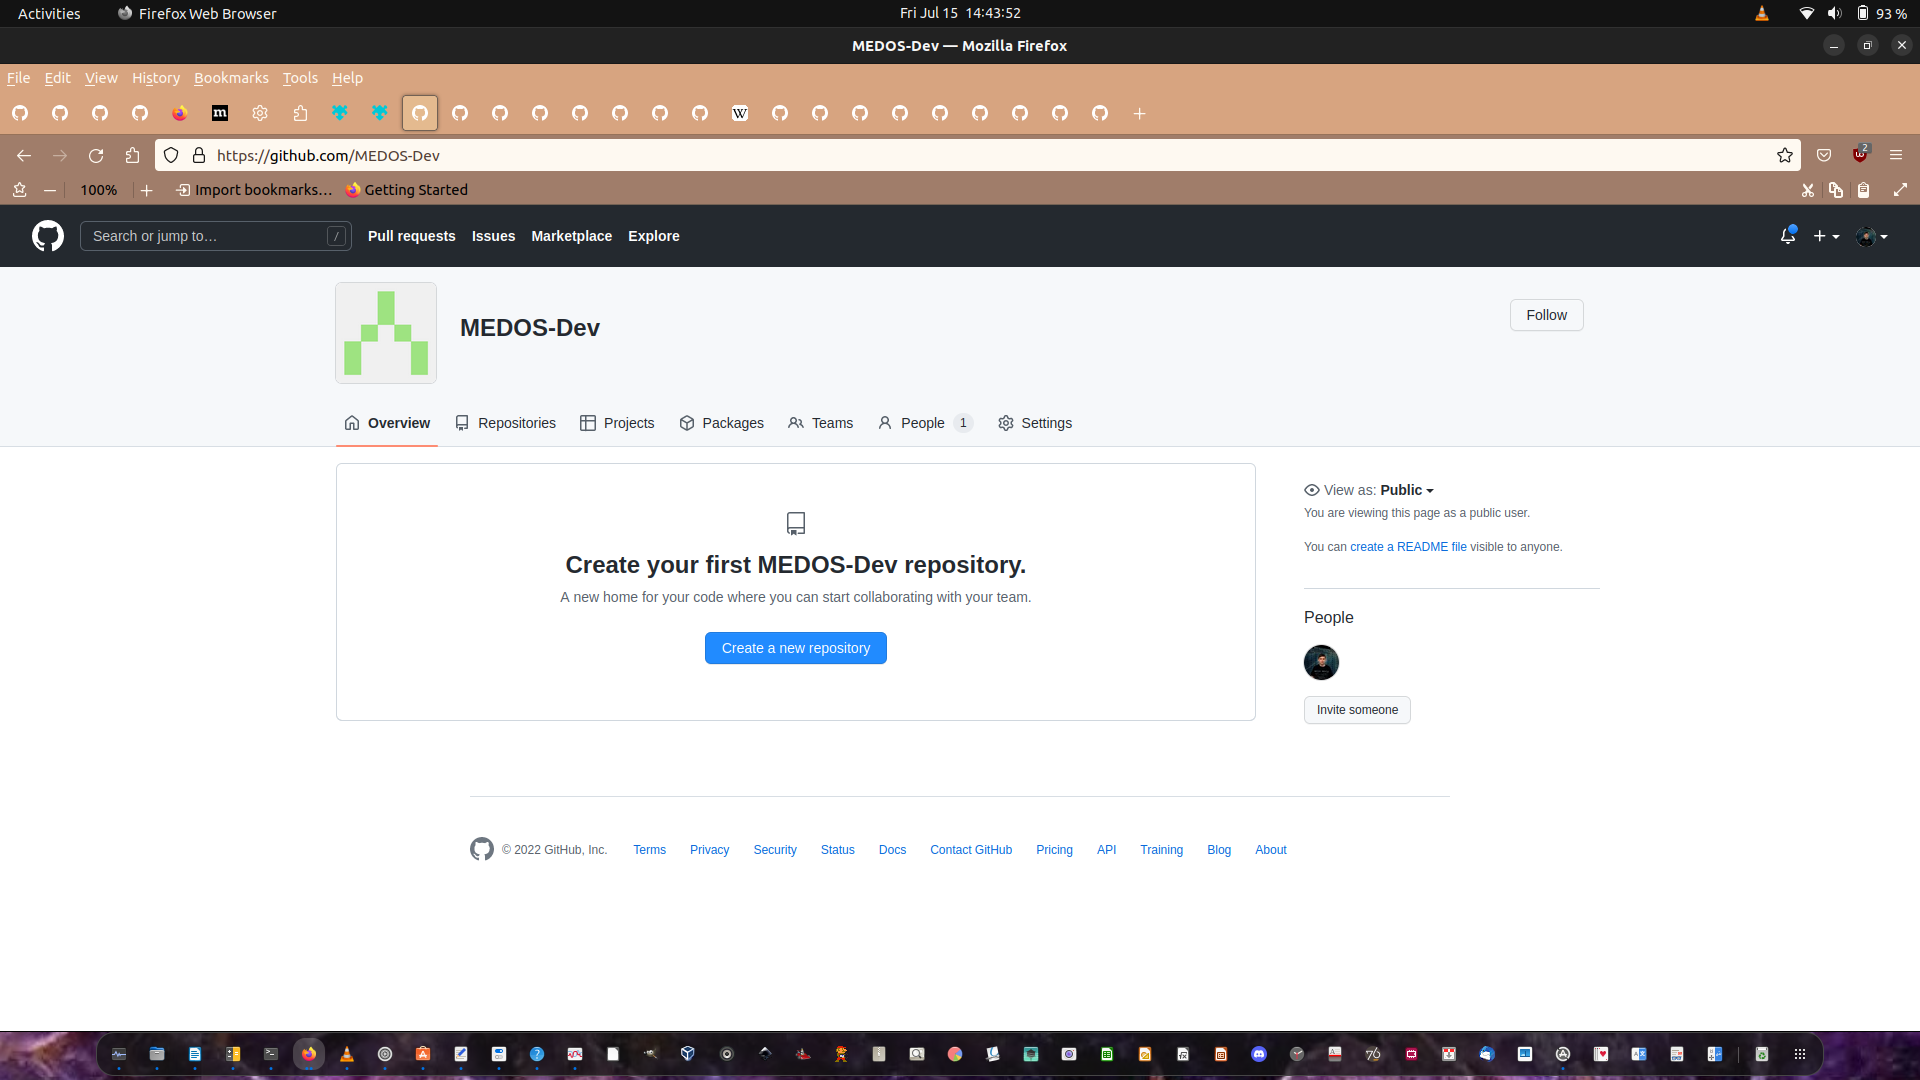 Activities Firefox Web Browser Fri Jul 15 14:43:52 93 %
MEDOS-Dev — Mozilla Firefox
File Edit View History Bookmarks Tools Help
m W
https://github.com/MEDOS-Dev 2
100% Import bookmarks… Getting Started
Search or jump to… / Pull requests Issues Marketplace Explore
MEDOS-Dev
Follow
Overview Repositories Projects Packages Teams People 1 Settings
View as: Public
You are viewing this page as a public user.
You can create a README file visible to anyone.
Create your first MEDOS-Dev repository.
A new home for your code where you can start collaborating with your team.
Create a new repository
People
Invite someone
© 2022 GitHub, Inc. Terms Privacy Security Status Docs Contact GitHub Pricing API Training Blog About